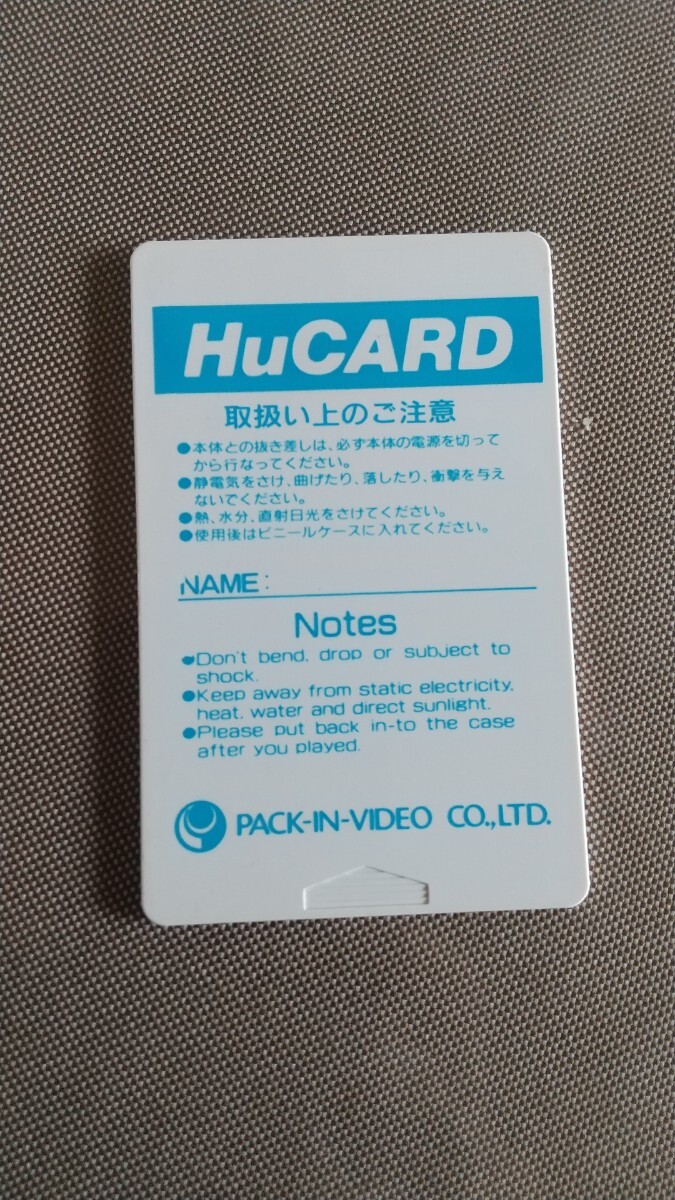 HuCARD
取扱い上のご注意
●本体との抜き差しは、必ず本体の電源を切って
から行なってください。
●静電気をさけ、曲げたり、落したり、衝撃を与え
ないでください。
●熱、水分、直射日光をさけてください。
●使用後はビニールケースに入れてください。
NAME:
Notes
●Don't bend, drop or subject to
shock.
●Keep away from static electricity,
heat, water and direct sunlight.
●Please put back in-to the case
after you played.
PACK-IN-VIDEO CO.,LTD.